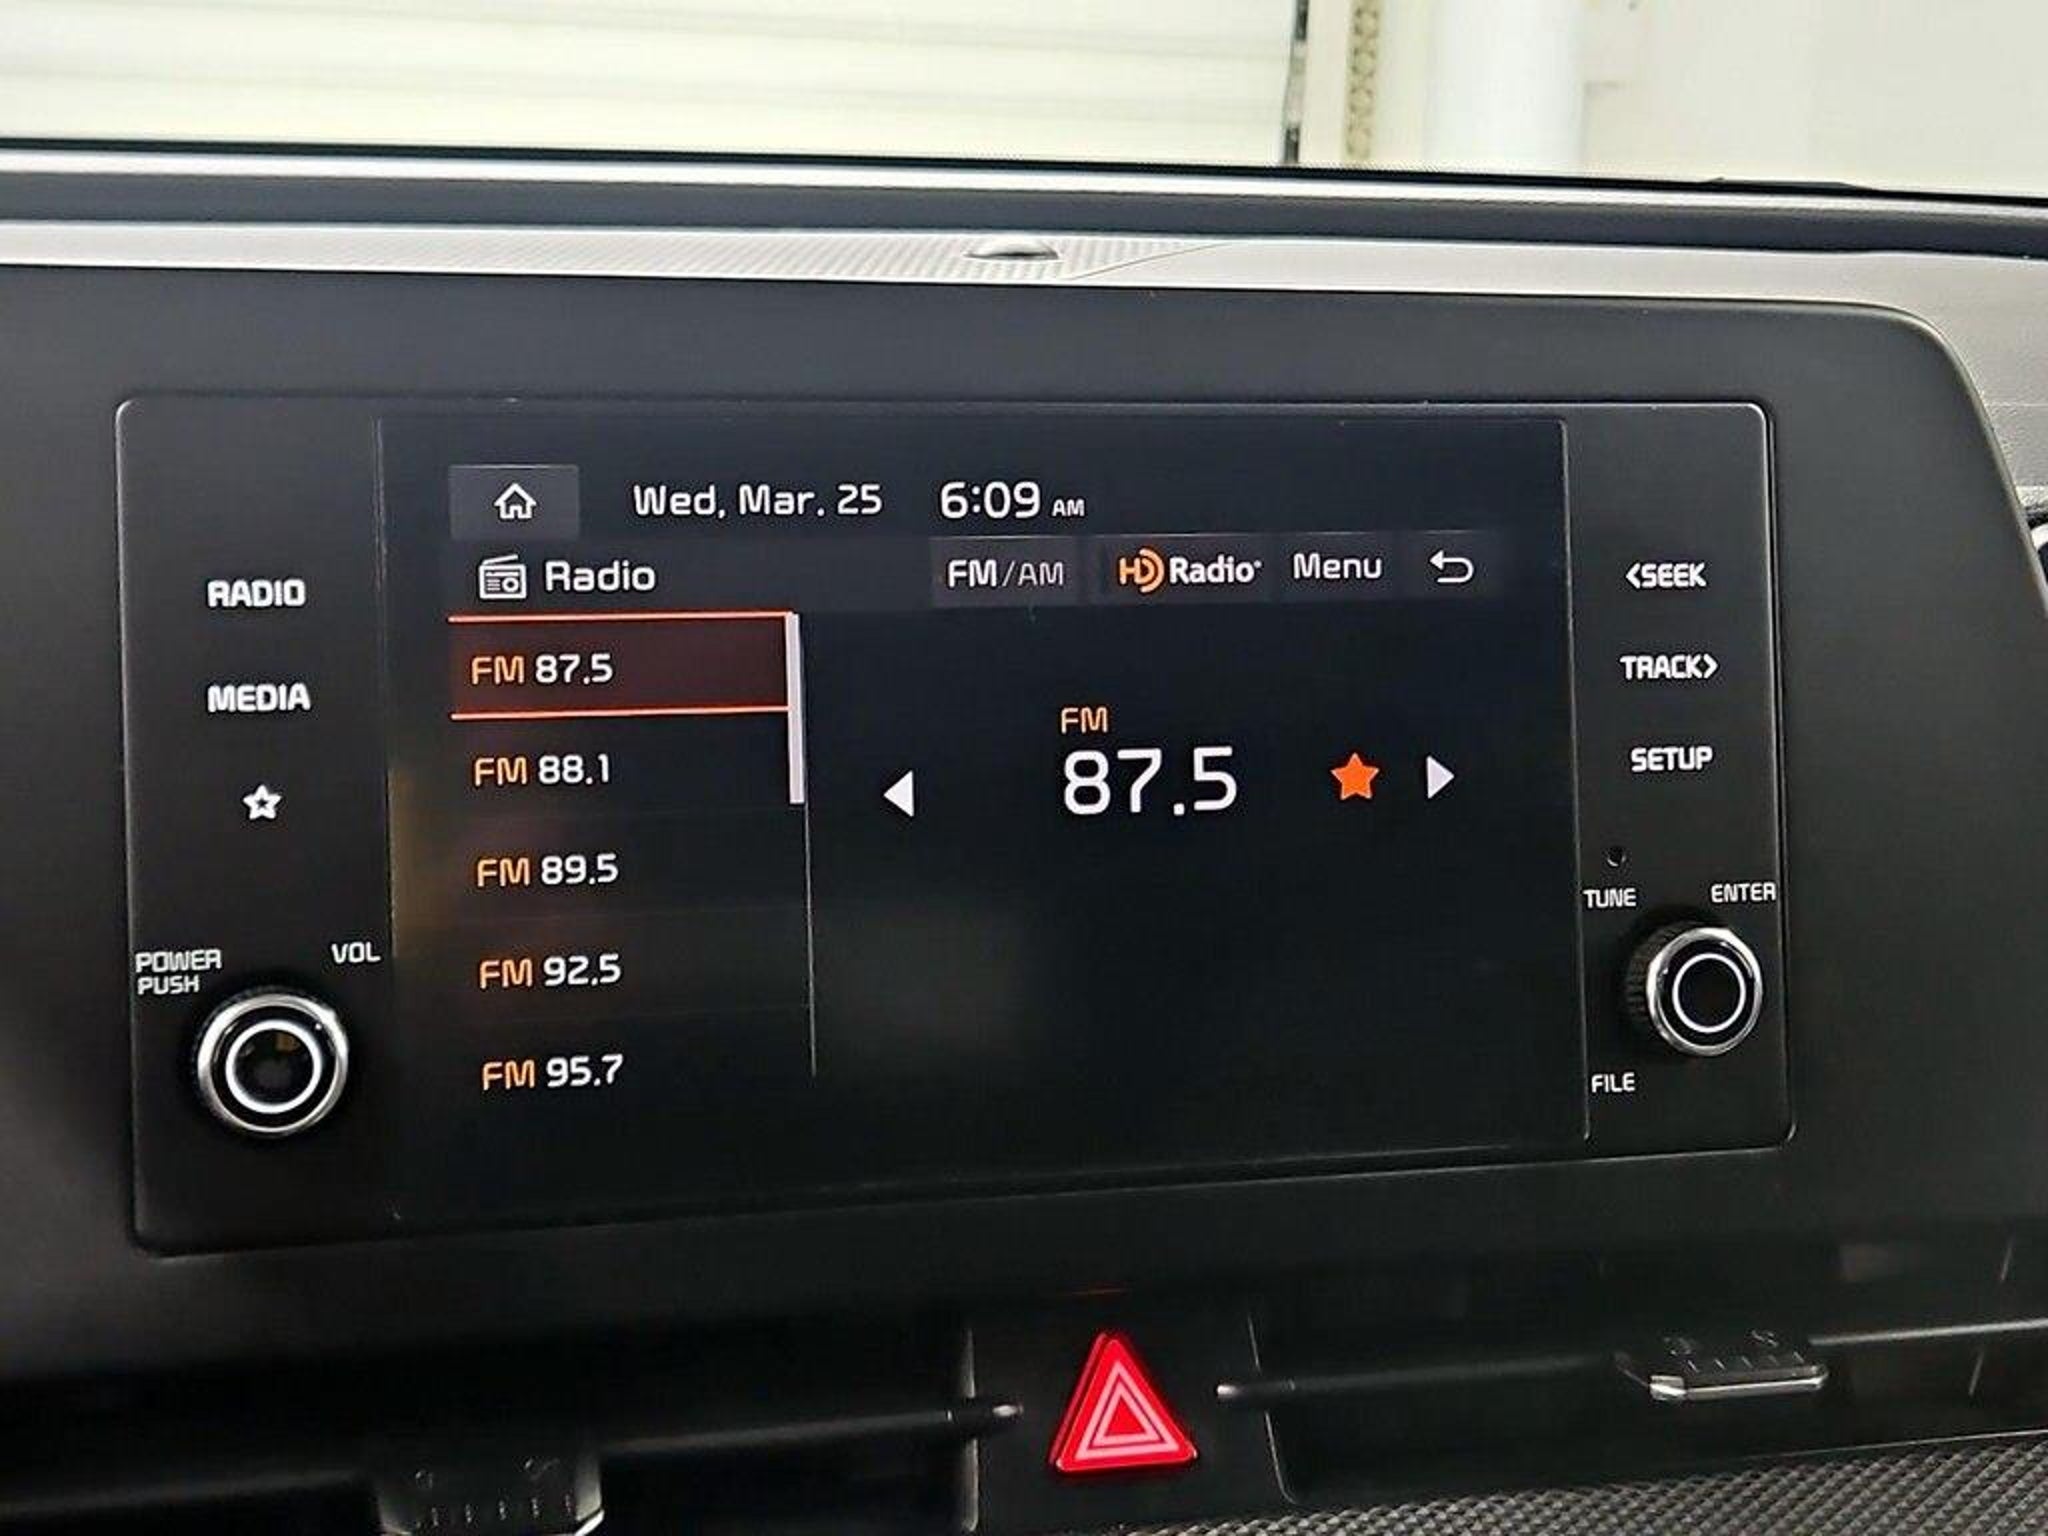 Wed, Mar. 25 6:09 AM
Radio FM/AM HD Radio Menu
FM 87.5
FM 88.1
FM 89.5
FM 92.5
FM 95.7
FM
87.5
RADIO
MEDIA
POWER
PUSH
VOL
<SEEK
TRACK>
SETUP
TUNE
ENTER
FILE